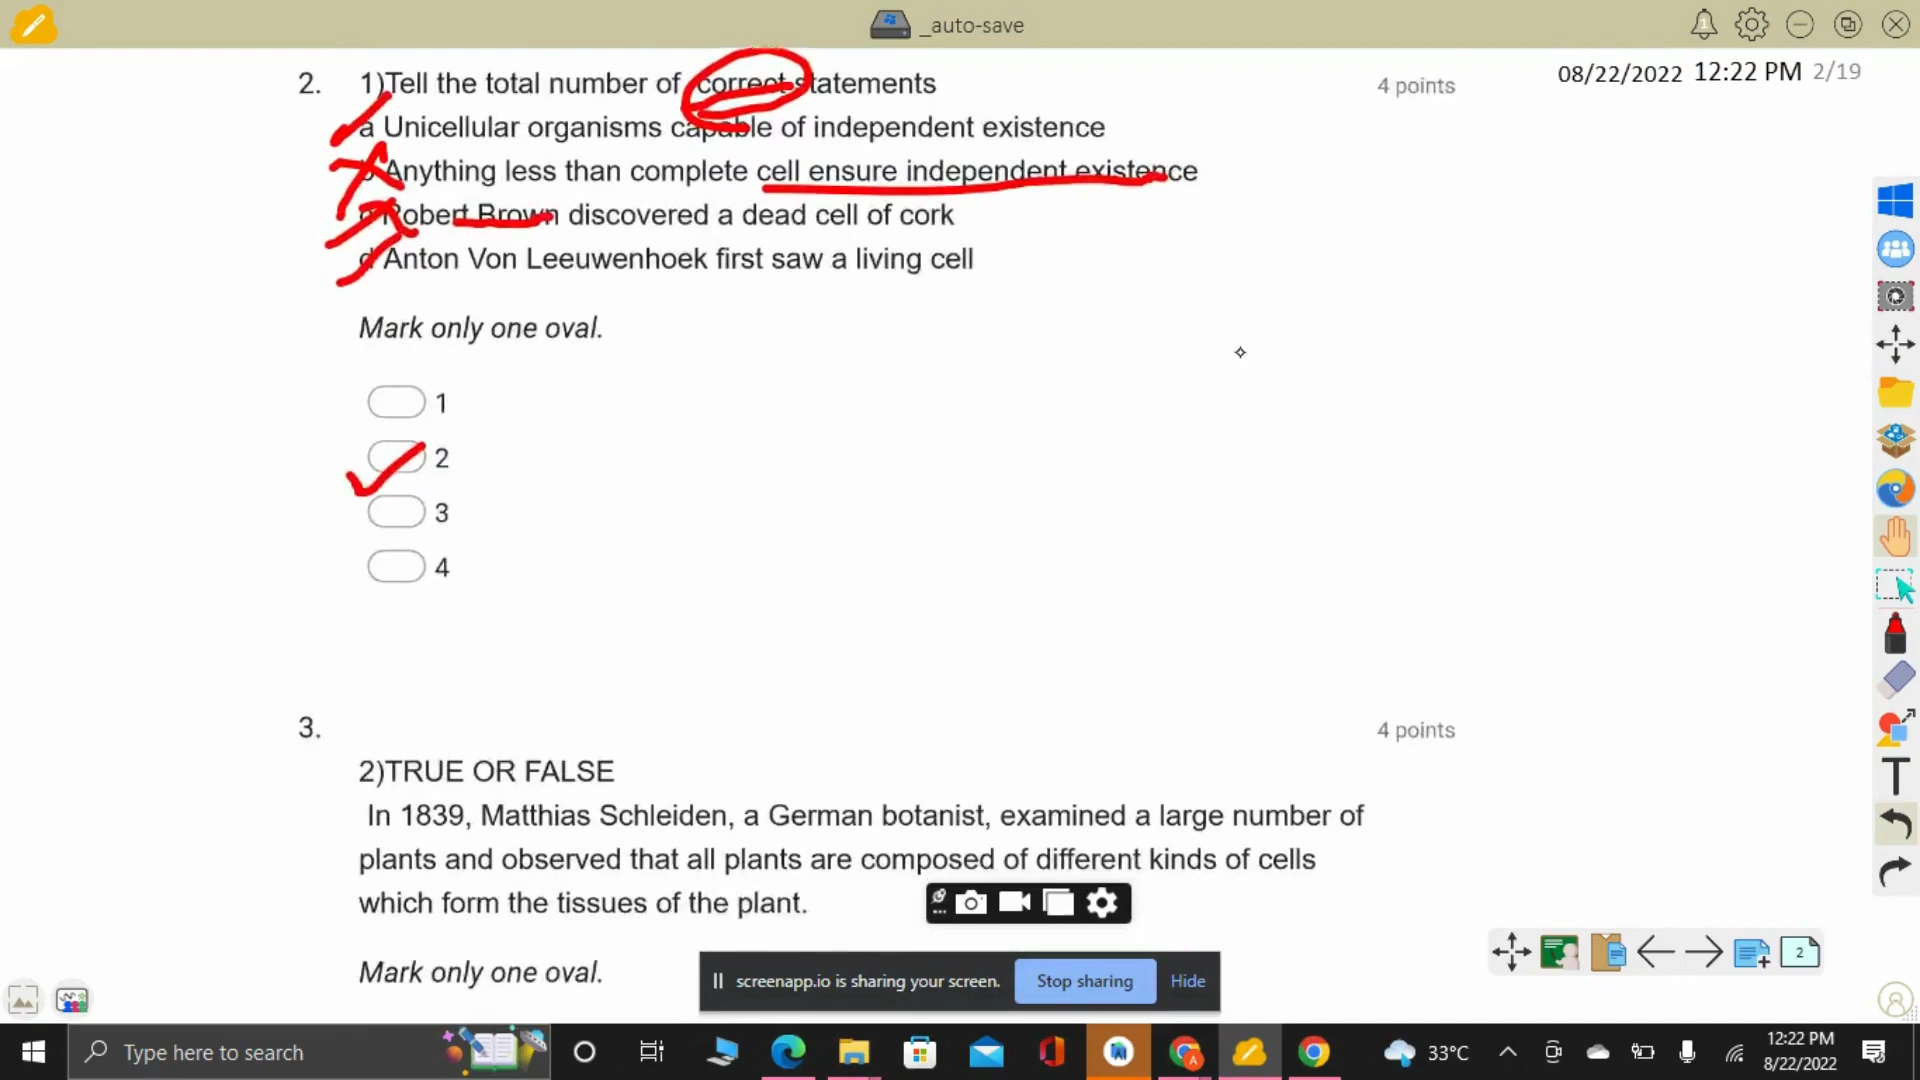 _auto-save
08/22/2022 12:22 PM 2/19
2. 1)Tell the total number of correct statements 4 points
a Unicellular organisms capable of independent existence
b Anything less than complete cell ensure independent existence
c Robert Brown discovered a dead cell of cork
d Anton Von Leeuwenhoek first saw a living cell
Mark only one oval.
1
2
3
4
3. 4 points
2)TRUE OR FALSE
In 1839, Matthias Schleiden, a German botanist, examined a large number of
plants and observed that all plants are composed of different kinds of cells
which form the tissues of the plant.
Mark only one oval.
screenapp.io is sharing your screen. Stop sharing Hide
2
Type here to search
33°C
12:22 PM
8/22/2022